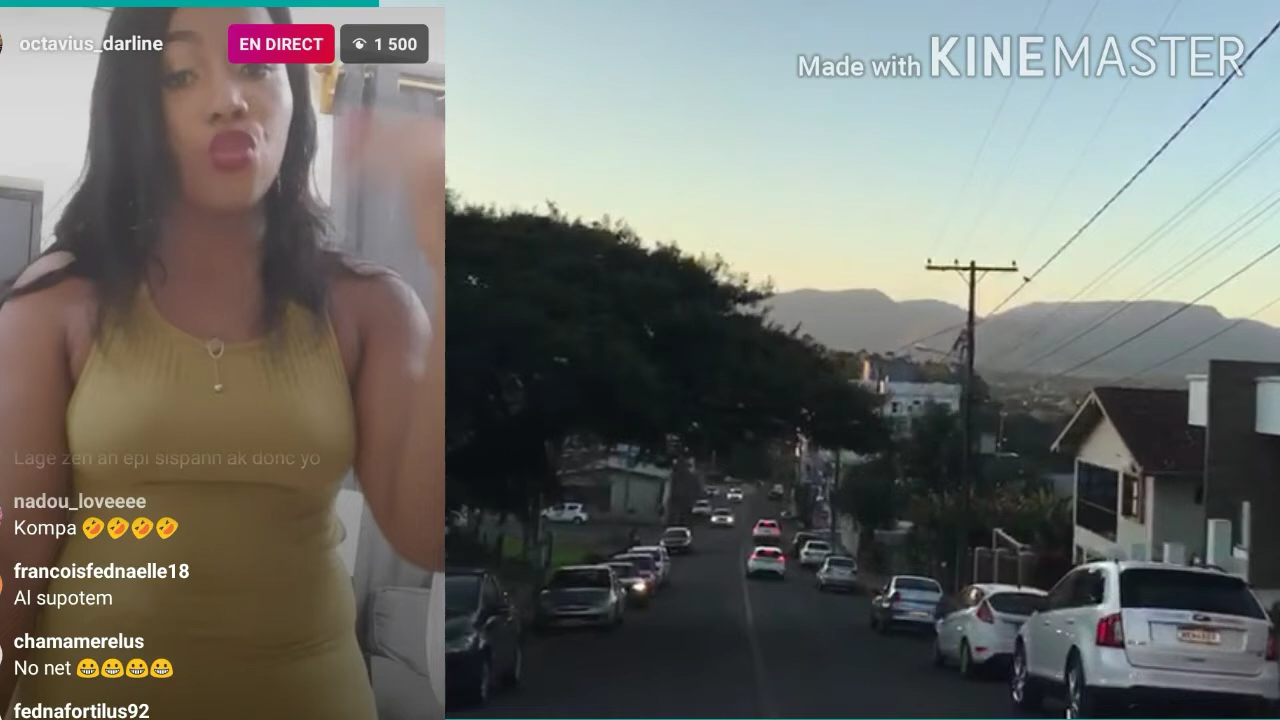 octavius_darline
EN DIRECT
1 500
Made with KINEMASTER
Lage zen an epi sispann ak donc yo
nadou_loveeee
Kompa 🤣🤣🤣🤣
francoisfednaelle18
Al supotem
chamamerelus
No net 😀😀😀😀
fednafortilus92